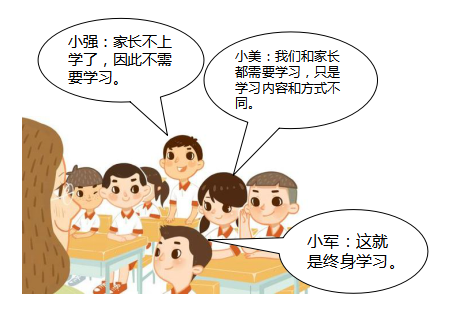 小强：家长不上
学了，因此不需
要学习。
小美：我们和家长
都需要学习，只是
学习内容和方式不
同。
小军：这就
是终身学习。